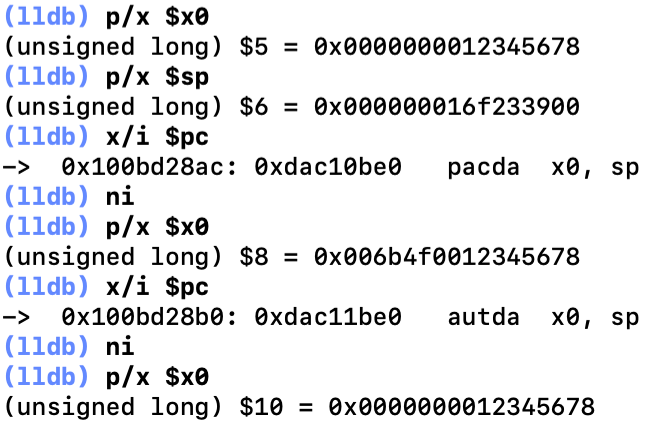 (lldb) p/x $x0
(unsigned long) $5 = 0x0000000012345678
(lldb) p/x $sp
(unsigned long) $6 = 0x000000016f233900
(lldb) x/i $pc
-> 0x100bd28ac: 0xdac10be0 pacda x0, sp
(lldb) ni
(lldb) p/x $x0
(unsigned long) $8 = 0x006b4f0012345678
(lldb) x/i $pc
-> 0x100bd28b0: 0xdac11be0 autda x0, sp
(lldb) ni
(lldb) p/x $x0
(unsigned long) $10 = 0x0000000012345678